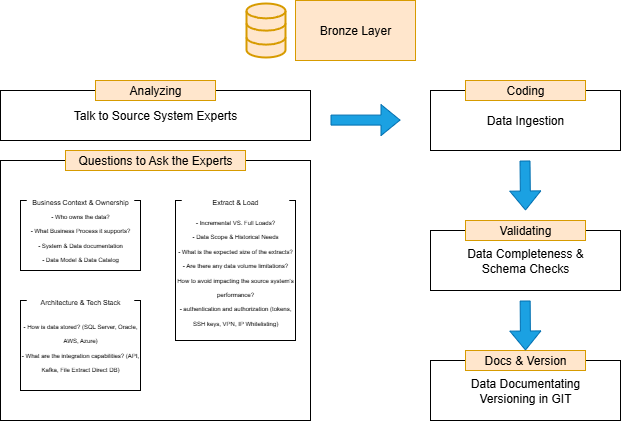 Bronze Layer
Analyzing
Talk to Source System Experts
Questions to Ask the Experts
Business Context & Ownership
- Who owns the data?
- What Business Process it supports?
- System & Data documentation
- Data Model & Data Catalog
Architecture & Tech Stack
- How is data stored? (SQL Server, Oracle,
AWS, Azure)
- What are the integration capabilities? (API,
Kafka, File Extract Direct DB)
Extract & Load
- Incremental VS. Full Loads?
- Data Scope & Historical Needs
- What is the expected size of the extracts?
- Are there any data volume limitations?
How to avoid impacting the source system's
performance?
- authentication and authorization (tokens,
SSH keys, VPN, IP Whitelisting)
Coding
Data Ingestion
Validating
Data Completeness &
Schema Checks
Docs & Version
Data Documentating
Versioning in GIT